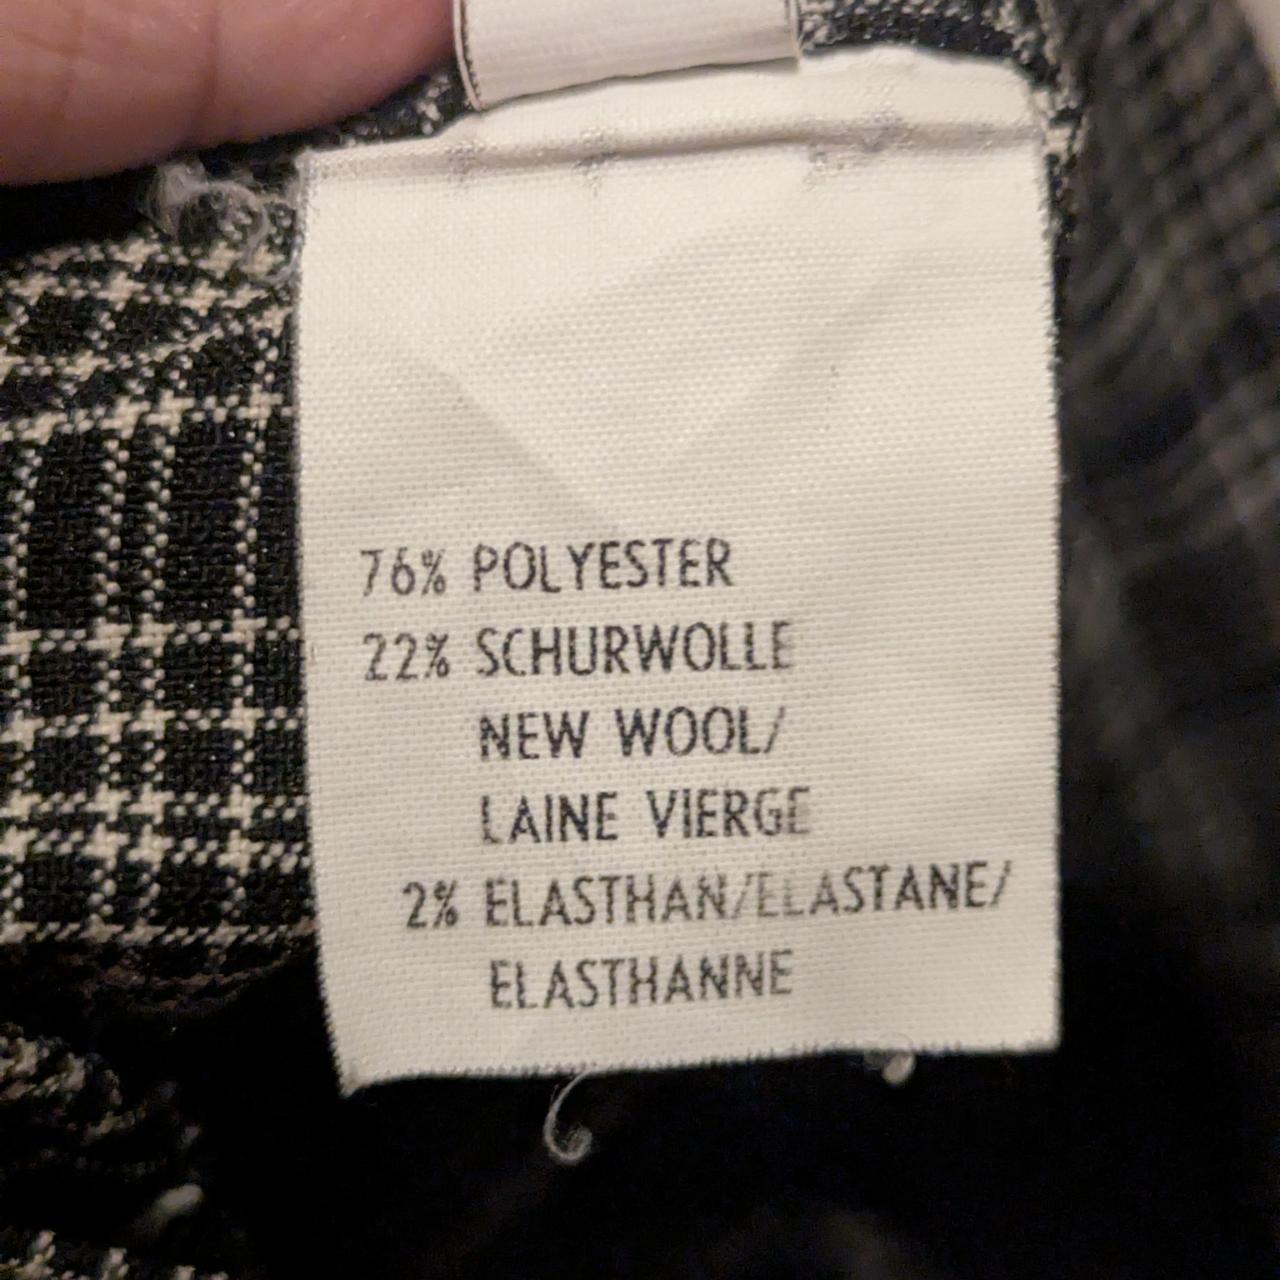 76% POLYESTER
22% SCHURWOLLE
NEW WOOL/
LAINE VIERGE
2% ELASTHAN/ELASTANE/
ELASTHANNE